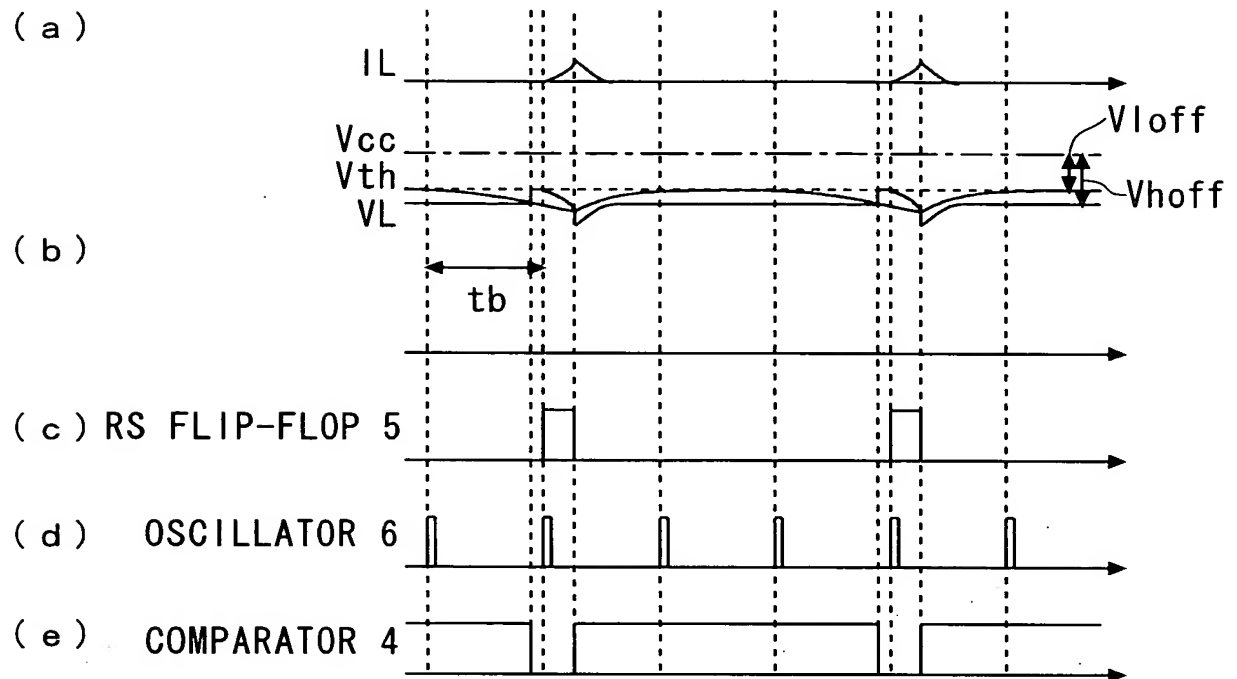 ( a )
IL
Vcc
Vloff
Vth
Vhoff
VL
( b )
tb
( c ) RS FLIP-FLOP 5
( d ) OSCILLATOR 6
( e ) COMPARATOR 4